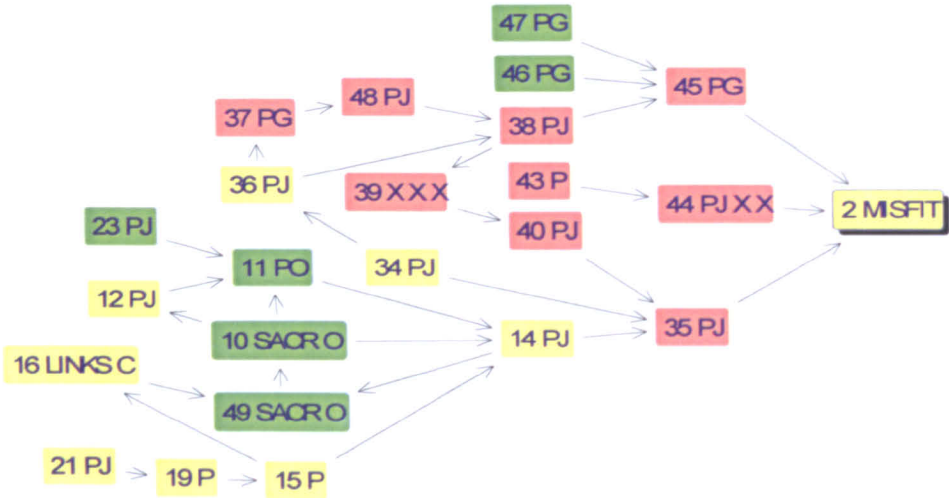 47 PG
46 PG
45 PG
48 PJ
37 PG
38 PJ
36 PJ
39 X X X
43 P
44 PJ X X
2 MISFIT
40 PJ
23 PJ
11 PO
34 PJ
12 PJ
35 PJ
10 SACR O
14 PJ
16 LINKS C
49 SACR O
21 PJ
19 P
15 P